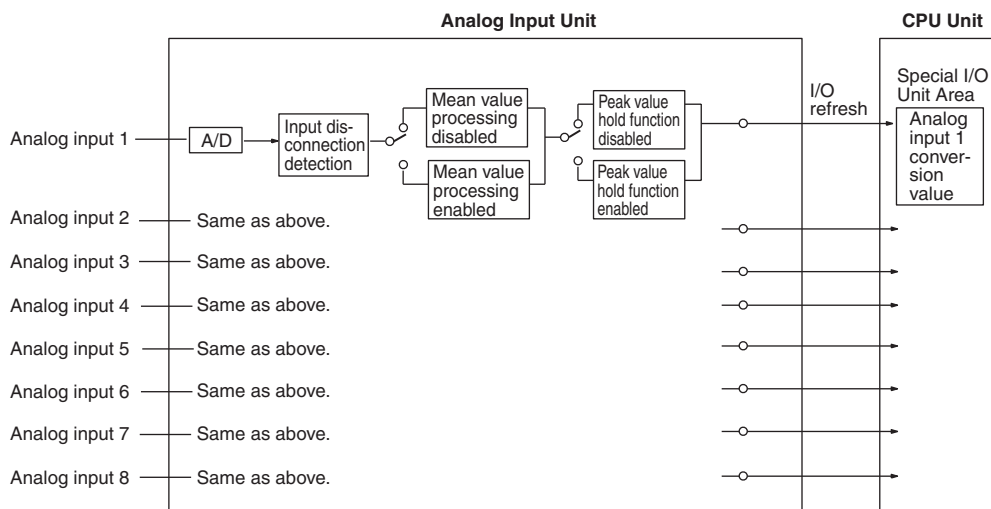 Analog Input Unit
CPU Unit
Analog input 1
A/D
Input dis-
connection
detection
Mean value
processing
disabled
Mean value
processing
enabled
Peak value
hold function
disabled
Peak value
hold function
enabled
I/O
refresh
Special I/O
Unit Area
Analog
input 1
conver-
sion
value
Analog input 2
Same as above.
Analog input 3
Same as above.
Analog input 4
Same as above.
Analog input 5
Same as above.
Analog input 6
Same as above.
Analog input 7
Same as above.
Analog input 8
Same as above.